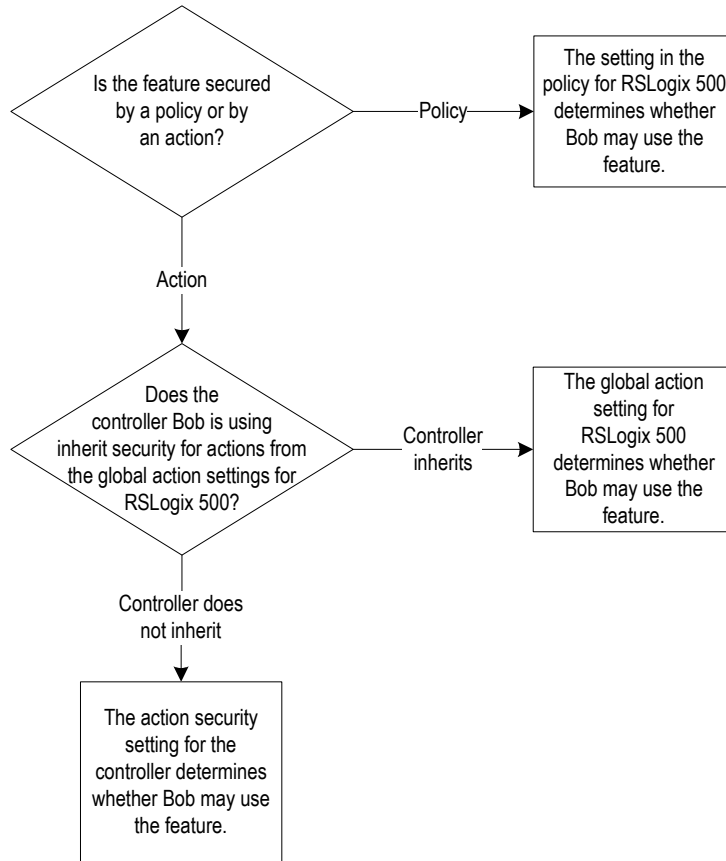 Is the feature secured
by a policy or by
an action?
Policy
The setting in the
policy for RSLogix 500
determines whether
Bob may use the
feature.
Action
Does the
controller Bob is using
inherit security for actions from
the global action settings for
RSLogix 500?
Controller
inherits
The global action
setting for
RSLogix 500
determines whether
Bob may use the
feature.
Controller does
not inherit
The action security
setting for the
controller determines
whether Bob may use
the feature.